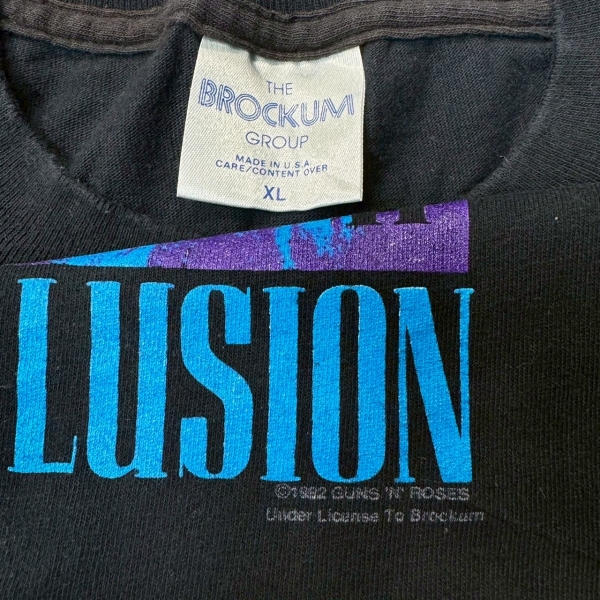 THE
BROCKUM
GROUP
MADE IN U.S.A.
CARE/CONTENT OVER
XL
LUSION
©1992 GUNS 'N' ROSES
Under License To Brockum